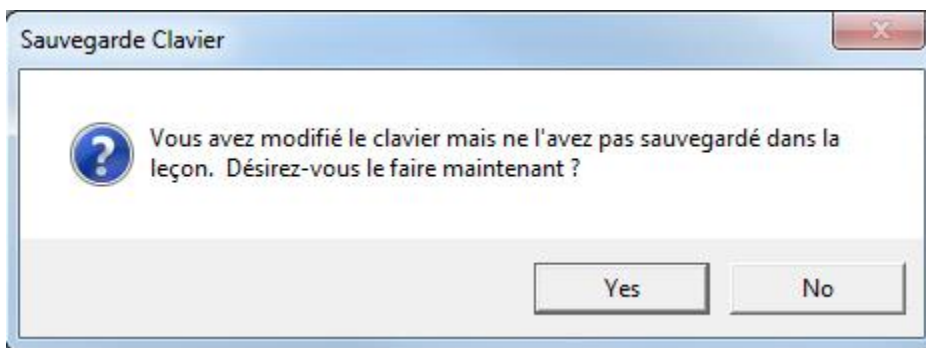 Sauvegarde Clavier
Vous avez modifié le clavier mais ne l'avez pas sauvegardé dans la
leçon.  Désirez-vous le faire maintenant ?
Yes
No